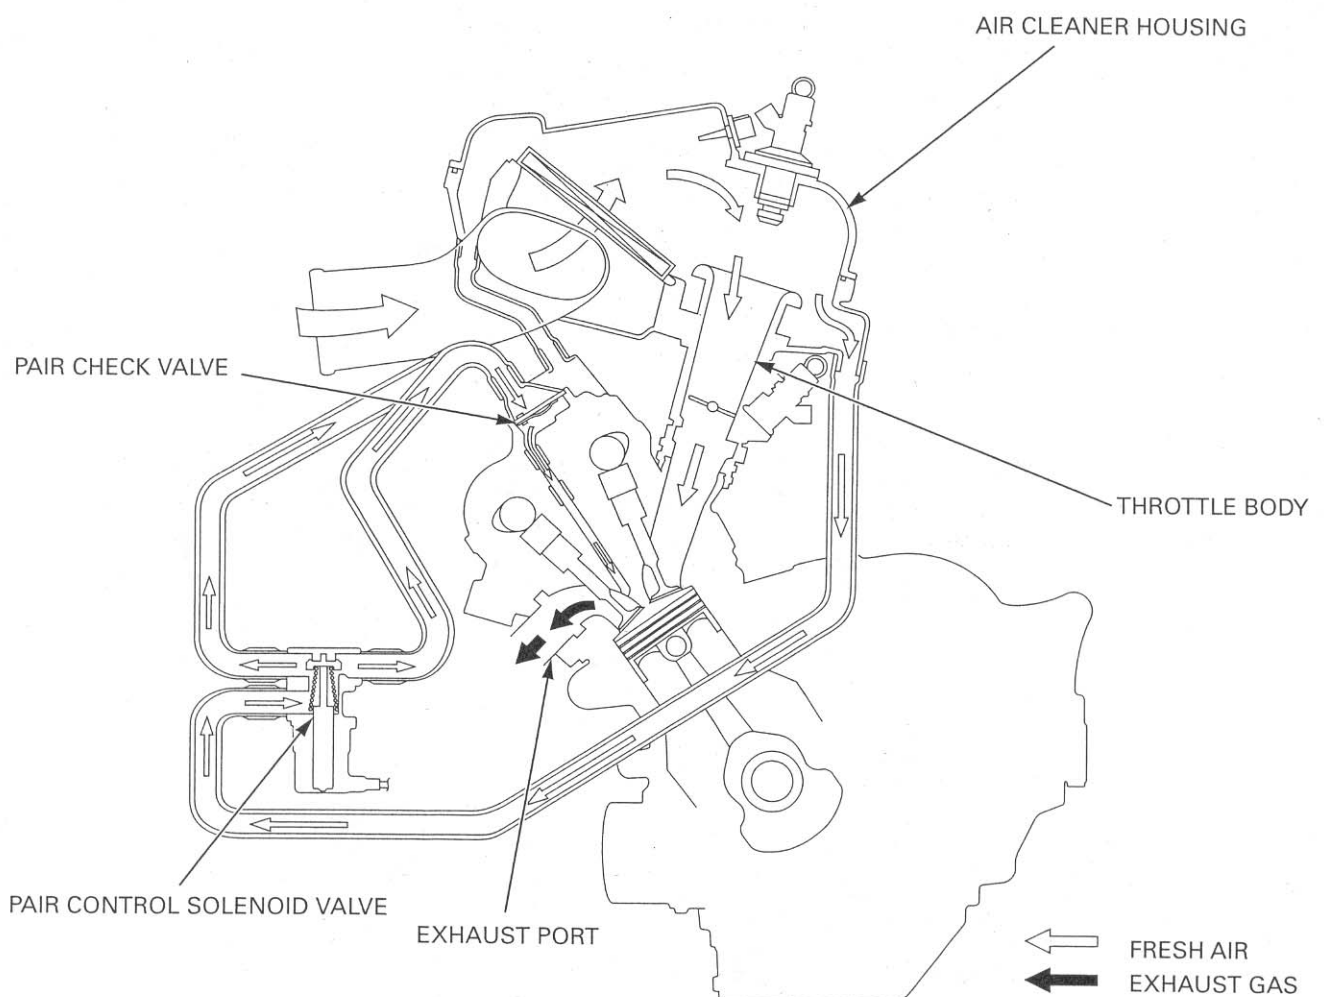 AIR CLEANER HOUSING
PAIR CHECK VALVE
THROTTLE BODY
PAIR CONTROL SOLENOID VALVE
EXHAUST PORT
FRESH AIR
EXHAUST GAS